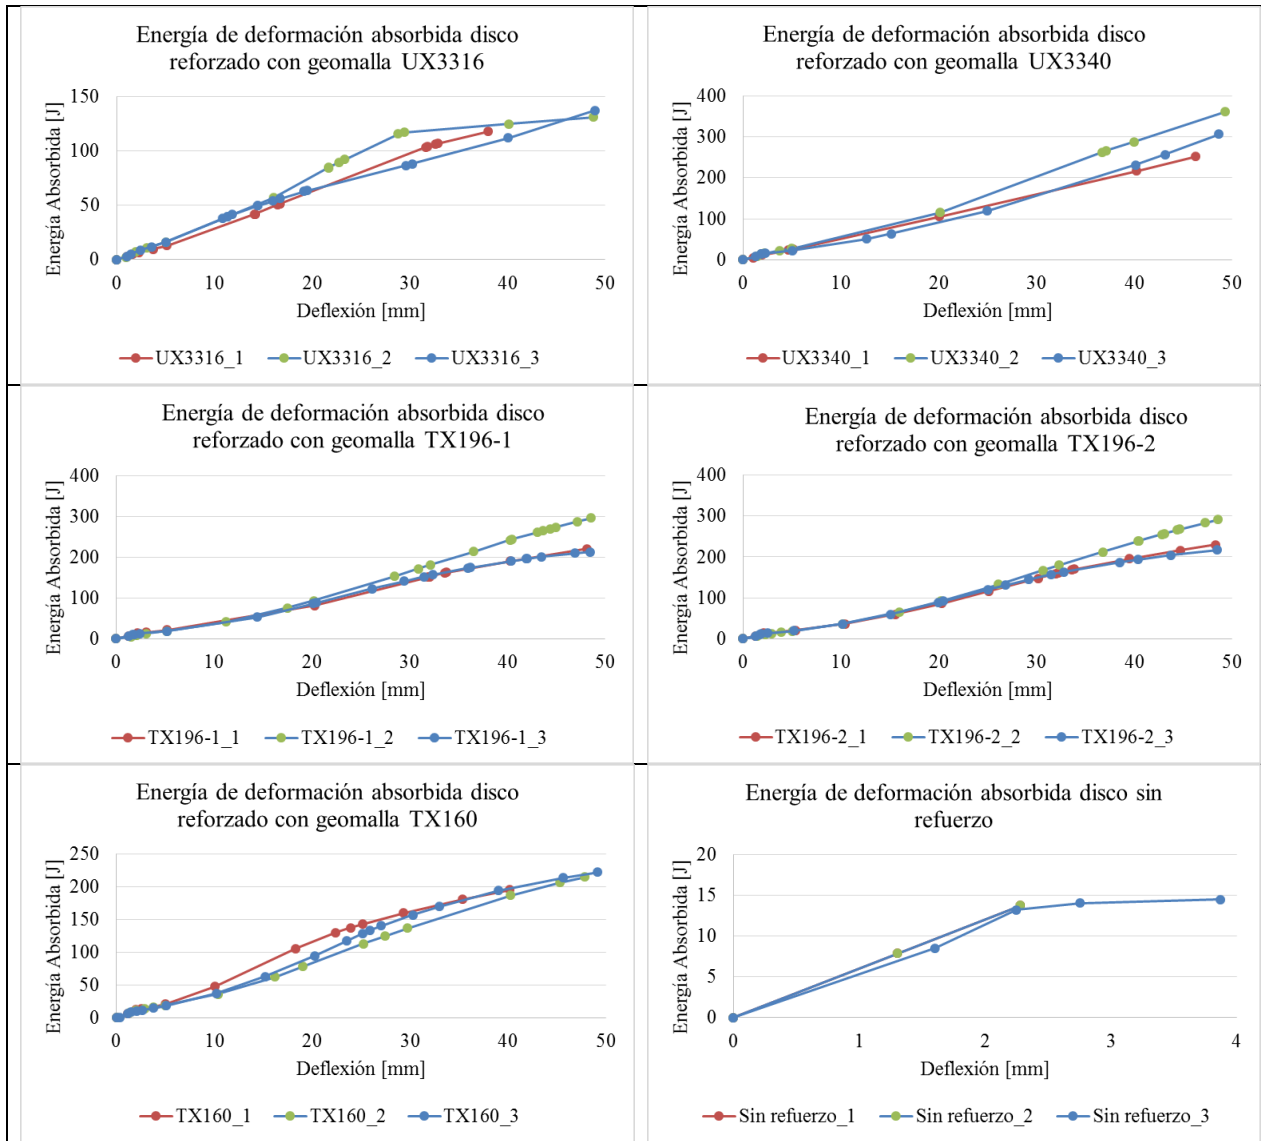 Energía de deformación absorbida disco
reforzado con geomalla UX3316
Energía Absorbida [J]
150
100
50
0
0 10 20 30 40 50
Deflexión [mm]
UX3316_1 UX3316_2 UX3316_3
Energía de deformación absorbida disco
reforzado con geomalla UX3340
Energía Absorbida [J]
400
300
200
100
0
0 10 20 30 40 50
Deflexión [mm]
UX3340_1 UX3340_2 UX3340_3
Energía de deformación absorbida disco
reforzado con geomalla TX196-1
Energía Absorbida [J]
400
300
200
100
0
0 10 20 30 40 50
Deflexión [mm]
TX196-1_1 TX196-1_2 TX196-1_3
Energía de deformación absorbida disco
reforzado con geomalla TX196-2
Energía Absorbida [J]
400
300
200
100
0
0 10 20 30 40 50
Deflexión [mm]
TX196-2_1 TX196-2_2 TX196-2_3
Energía de deformación absorbida disco
reforzado con geomalla TX160
Energía Absorbida [J]
250
200
150
100
50
0
0 10 20 30 40 50
Deflexión [mm]
TX160_1 TX160_2 TX160_3
Energía de deformación absorbida disco sin
refuerzo
Energía Absorbida [J]
20
15
10
5
0
0 1 2 3 4
Deflexión [mm]
Sin refuerzo_1 Sin refuerzo_2 Sin refuerzo_3